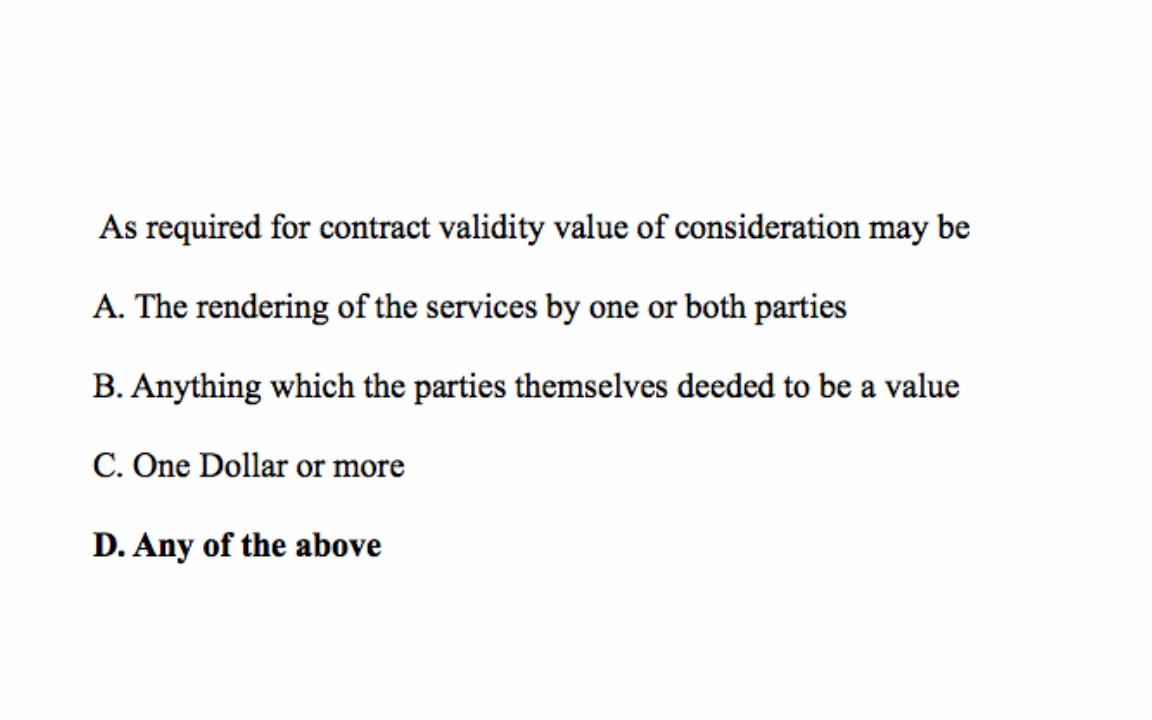 As required for contract validity value of consideration may be
A. The rendering of the services by one or both parties
B. Anything which the parties themselves deeded to be a value
C. One Dollar or more
D. Any of the above